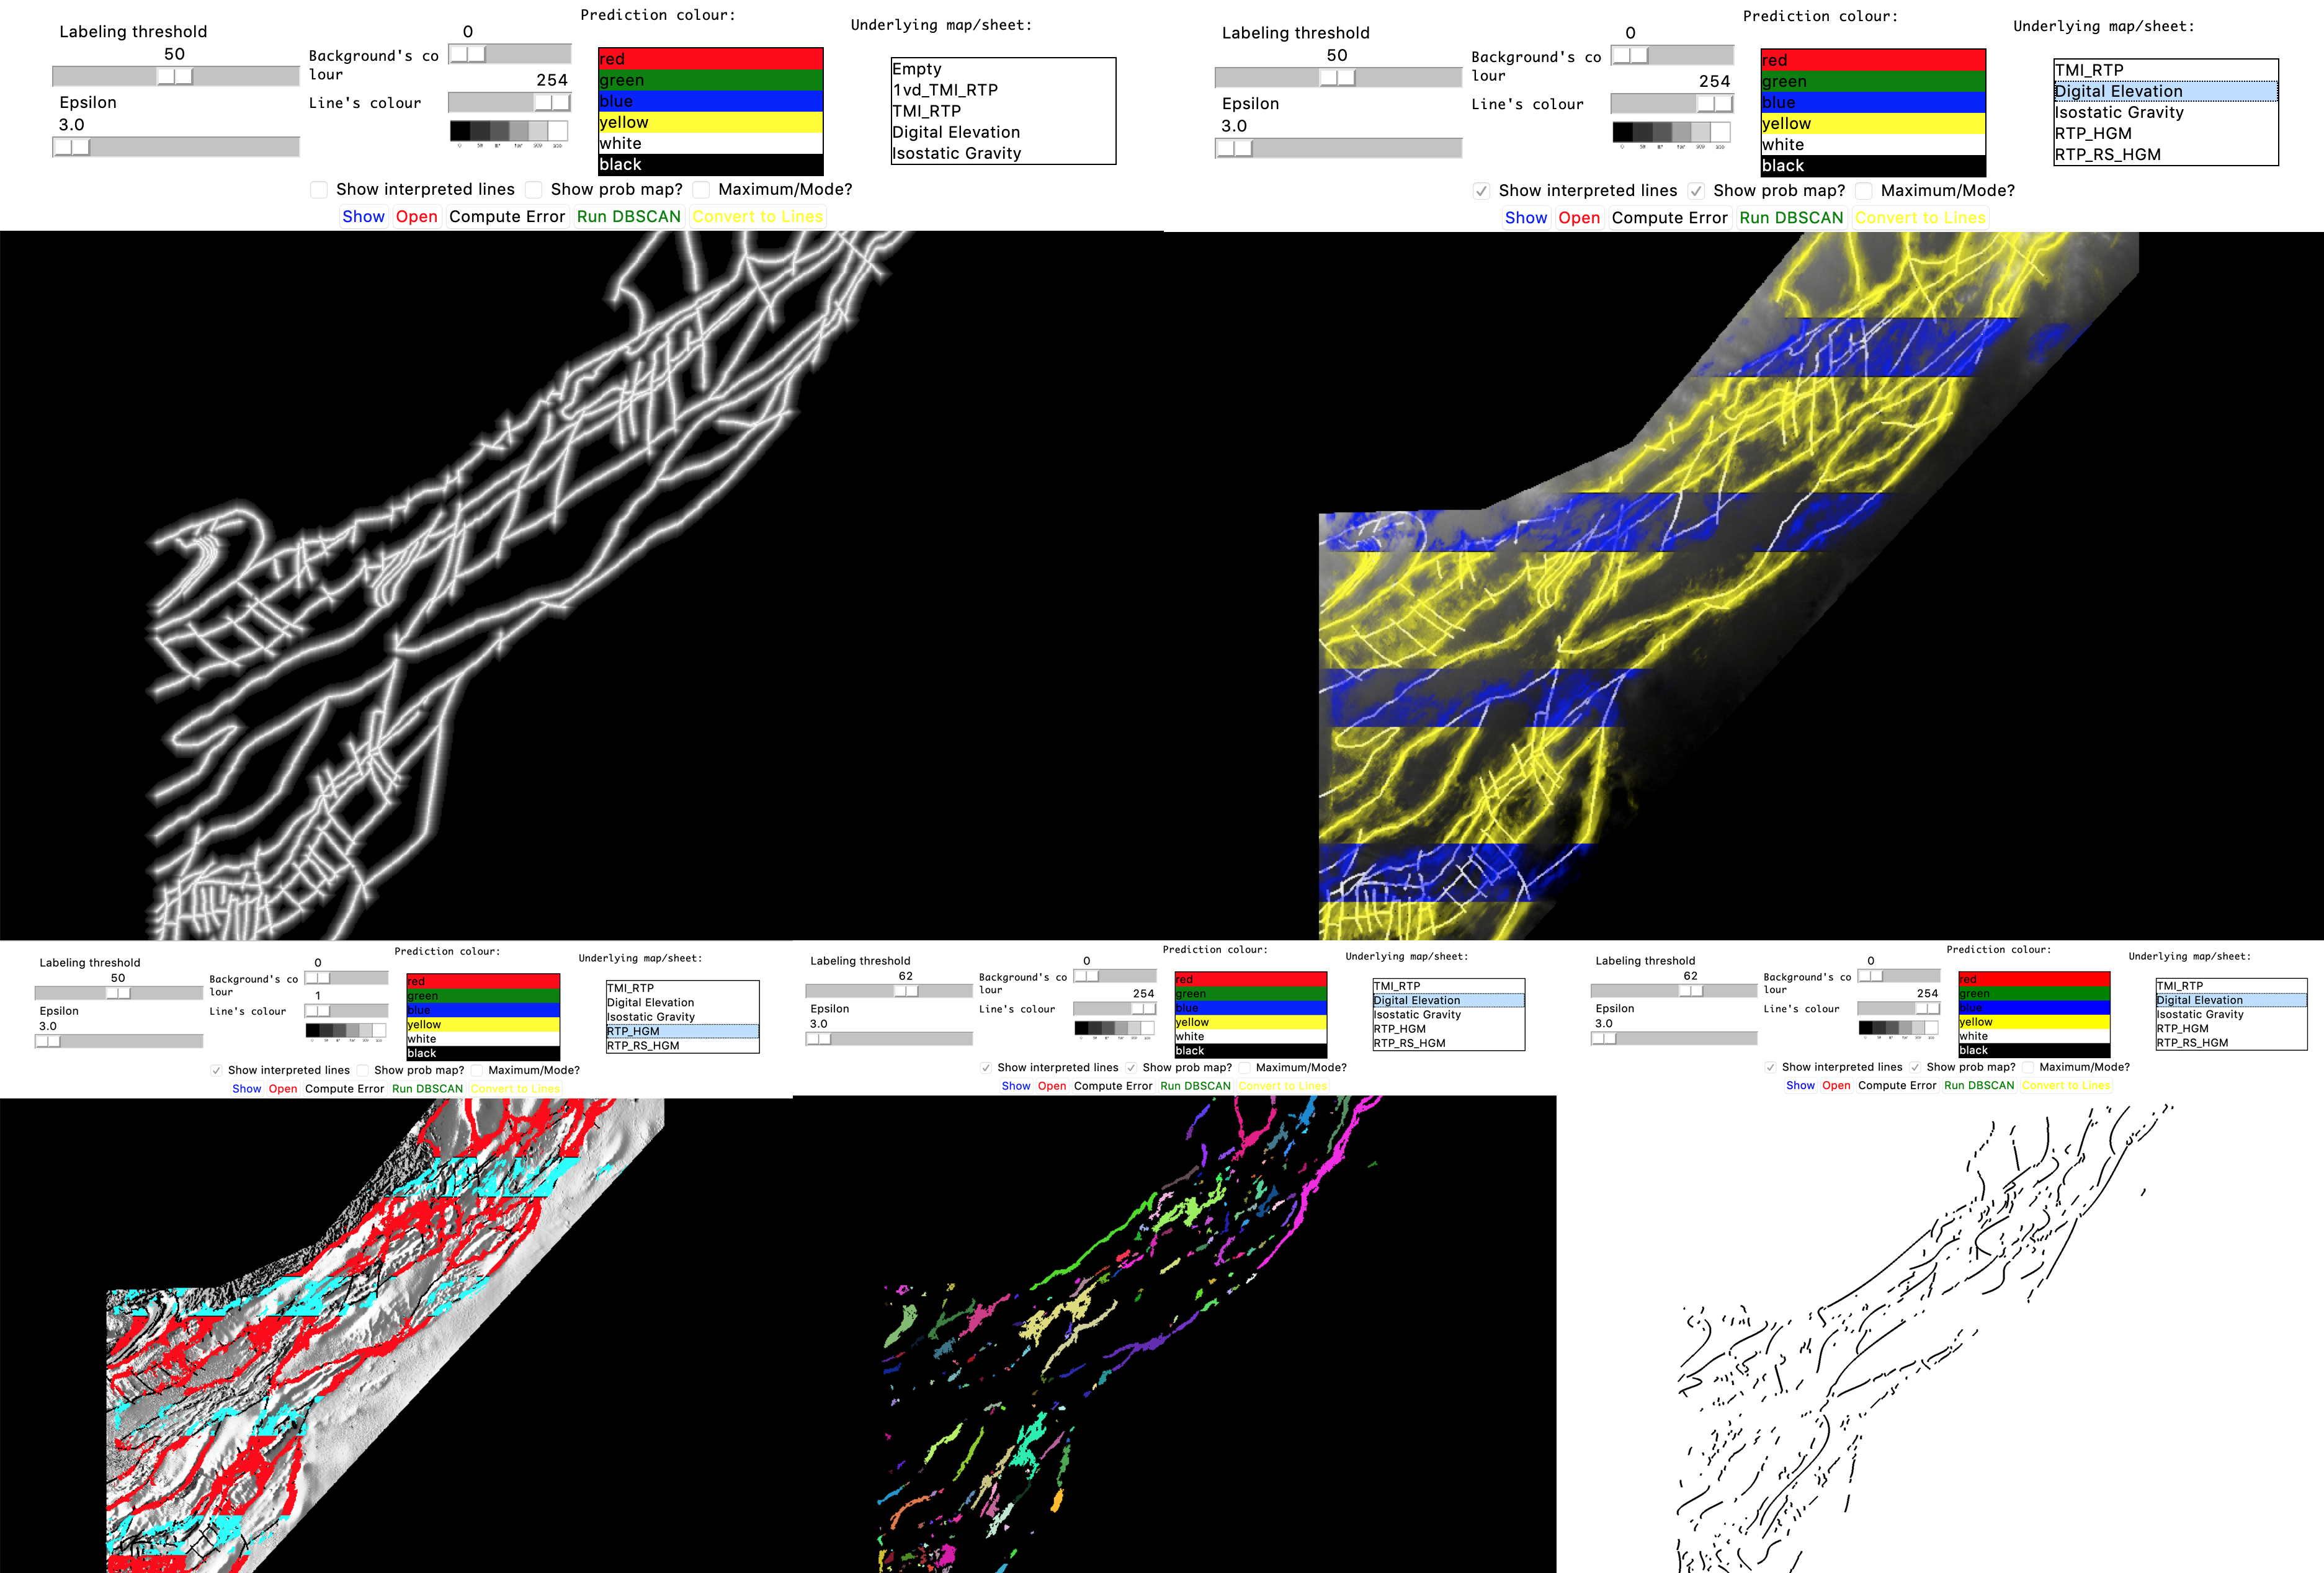 Labeling threshold
50
Epsilon
3.0
0
Background's co
lour
254
Line's colour
Prediction colour:
red
green
blue
yellow
white
black
Underlying map/sheet:
Empty
1vd_TMI_RTP
TMI_RTP
Digital Elevation
Isostatic Gravity
Show interpreted lines Show prob map? Maximum/Mode?
Show Open Compute Error Run DBSCAN Convert to Lines
Labeling threshold
50
Epsilon
3.0
0
Background's co
lour
254
Line's colour
Prediction colour:
red
green
blue
yellow
white
black
Underlying map/sheet:
TMI_RTP
Digital Elevation
Isostatic Gravity
RTP_HGM
RTP_RS_HGM
Show interpreted lines Show prob map? Maximum/Mode?
Show Open Compute Error Run DBSCAN Convert to Lines
Labeling threshold
50
Epsilon
3.0
0
Background's co
lour
1
Line's colour
Prediction colour:
red
green
blue
yellow
white
black
Underlying map/sheet:
TMI_RTP
Digital Elevation
Isostatic Gravity
RTP_HGM
RTP_RS_HGM
Show interpreted lines Show prob map? Maximum/Mode?
Show Open Compute Error Run DBSCAN Convert to Lines
Labeling threshold
62
Epsilon
3.0
0
Background's co
lour
254
Line's colour
Prediction colour:
red
green
blue
yellow
white
black
Underlying map/sheet:
TMI_RTP
Digital Elevation
Isostatic Gravity
RTP_HGM
RTP_RS_HGM
Show interpreted lines Show prob map? Maximum/Mode?
Show Open Compute Error Run DBSCAN Convert to Lines
Labeling threshold
62
Epsilon
3.0
0
Background's co
lour
254
Line's colour
Prediction colour:
red
green
blue
yellow
white
black
Underlying map/sheet:
TMI_RTP
Digital Elevation
Isostatic Gravity
RTP_HGM
RTP_RS_HGM
Show interpreted lines Show prob map? Maximum/Mode?
Show Open Compute Error Run DBSCAN Convert to Lines